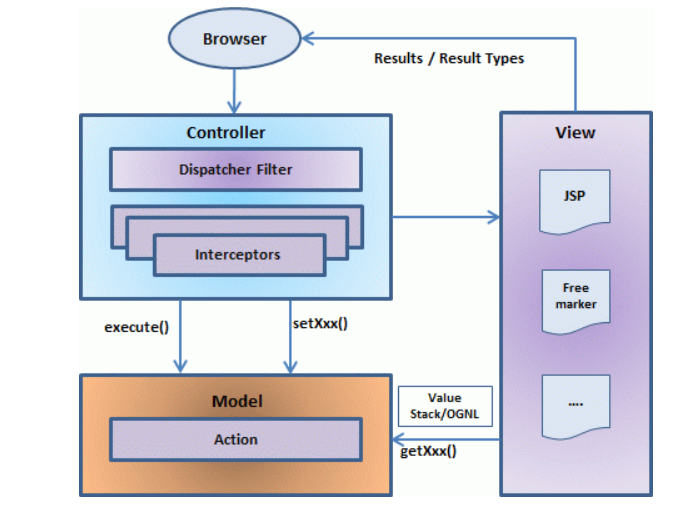 Browser
Results / Result Types
Controller
View
Dispatcher Filter
JSP
Interceptors
Free
marker
execute()
setXxx()
Model
Value
Stack/OGNL
....
Action
getXxx()